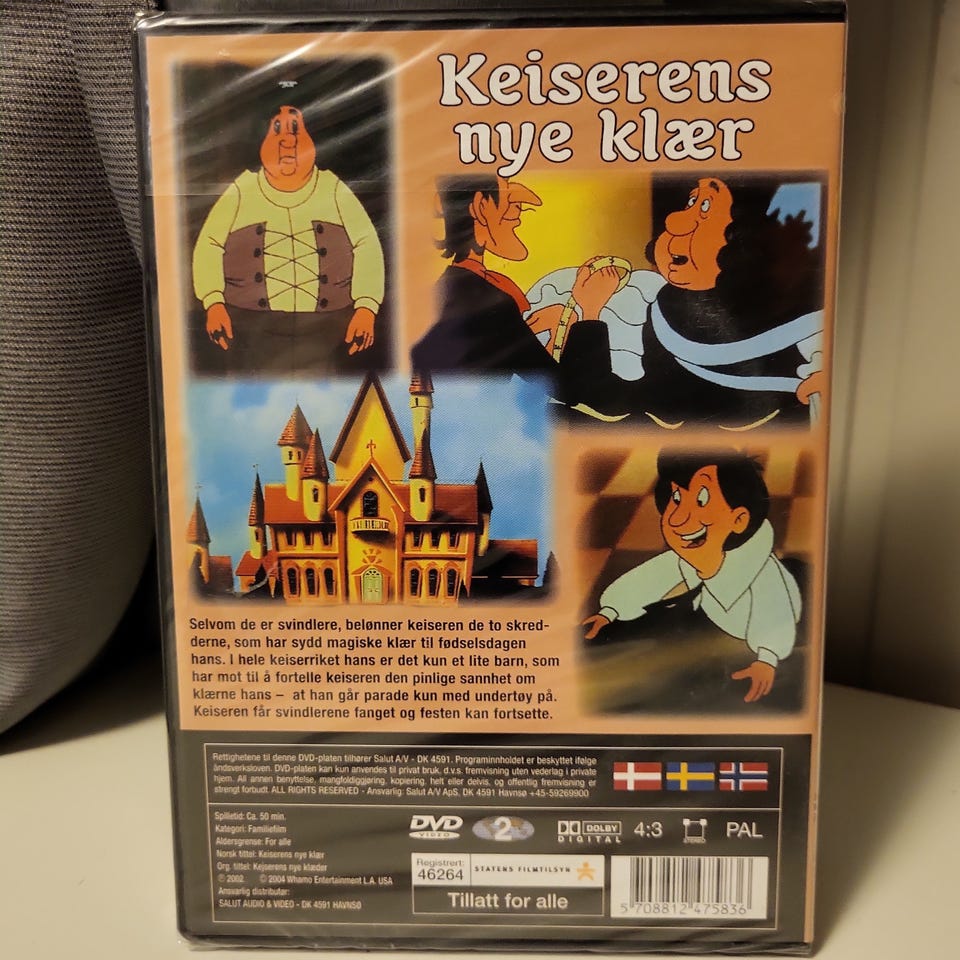 Keiserens
nye klær
Selvom de er svindlere, belønner keiseren de to skred-
derne, som har sydd magiske klær til fødselsdagen
hans. I hele keiserriket hans er det kun et lite barn, som
har mot til å fortelle keiseren den pinlige sannhet om
klærne hans – at han går parade kun med undertøy på.
Keiseren får svindlerene fanget og festen kan fortsette.
Rettighetene til denne DVD-platen tilhører Salut A/V - DK 4591. Programinnholdet er beskyttet ifølge
åndsverksloven. DVD-platen kan kun anvendes til privat bruk, d.v.s. fremvisning uten vederlag i private
hjem. All annen benyttelse, mangfoldiggjøring, kopiering, helt eller delvis, og offentlig fremvisning er
strengt forbudt. ALL RIGHTS RESERVED - Ansvarlig: Salut A/V ApS, DK 4591 Havnsø +45-59269900
Spilletid: Ca. 50 min.
Kategori: Familiefilm
Aldersgrense: For alle
Norsk tittel: Keiserens nye klær
Org. tittel: Kejserens nye klæder
℗ 2002 © 2004 Whamo Entertainment L.A. USA
Ansvarlig distributør:
SALUT AUDIO & VIDEO - DK 4591 HAVNSØ
DVD
VIDEO
2
DOLBY
DIGITAL
4:3
STEREO
PAL
Registrert:
46264
STATENS FILMTILSYN
Tillatt for alle
5 708812 475836